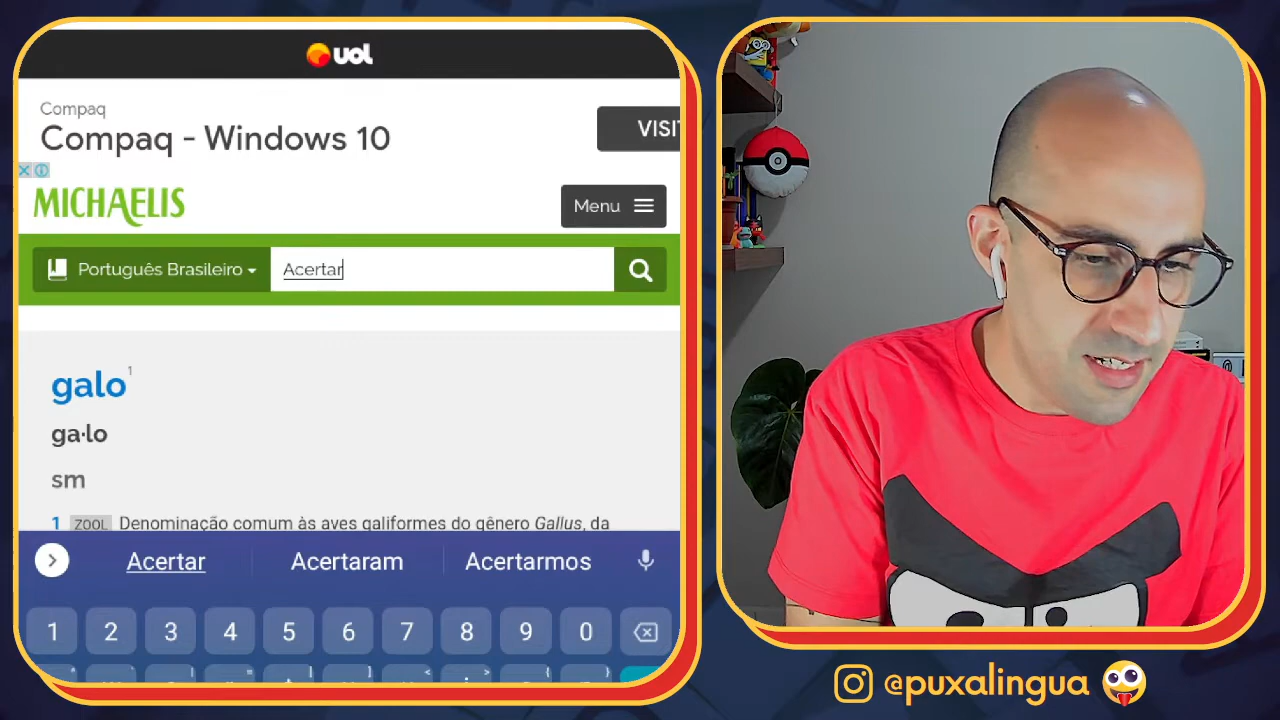 uol
Compaq
Compaq - Windows 10
VISI
MICHAELIS
Menu
Português Brasileiro
Acertar
galo 1
ga·lo
sm
1 ZOOL Denominação comum às aves galiformes do gênero Gallus, da
Acertar Acertaram Acertarmos
1 2 3 4 5 6 7 8 9 0
@puxalingua